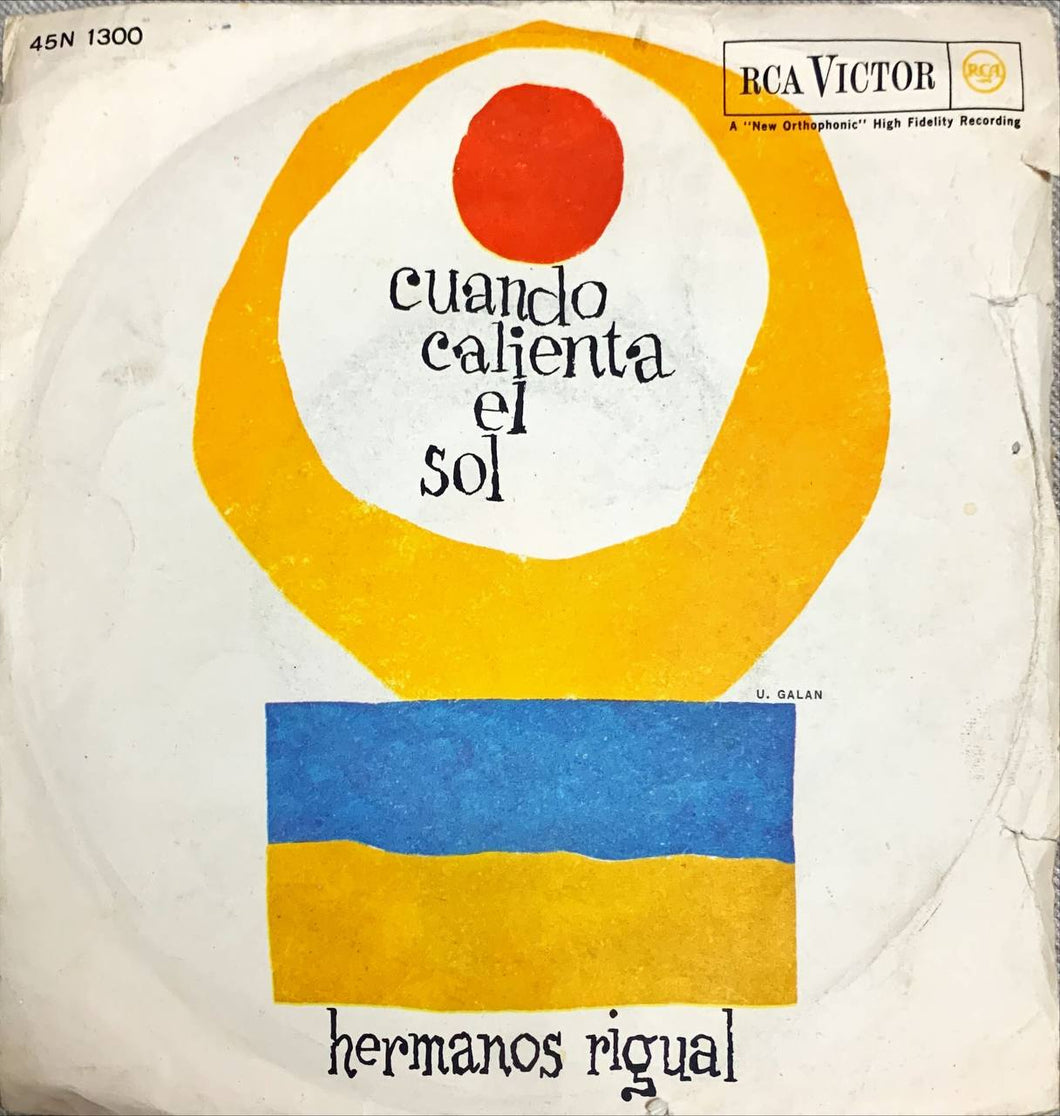 45N 1300
RCA VICTOR
RCA
A "New Orthophonic" High Fidelity Recording
cuando
calienta
el
sol
U. GALAN
hermanos rigual